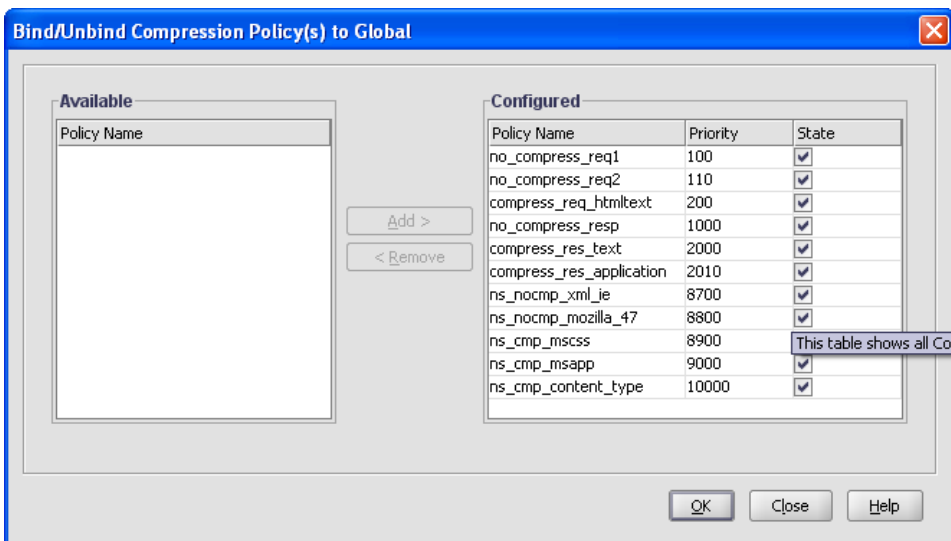 Bind/Unbind Compression Policy(s) to Global
Available
Policy Name
Add >
< Remove
Configured
Policy Name Priority State
no_compress_req1 100
no_compress_req2 110
compress_req_htmltext 200
no_compress_resp 1000
compress_res_text 2000
compress_res_application 2010
ns_nocmp_xml_ie 8700
ns_nocmp_mozilla_47 8800
ns_cmp_mscss 8900
This table shows all Co
ns_cmp_msapp 9000
ns_cmp_content_type 10000
OK Close Help